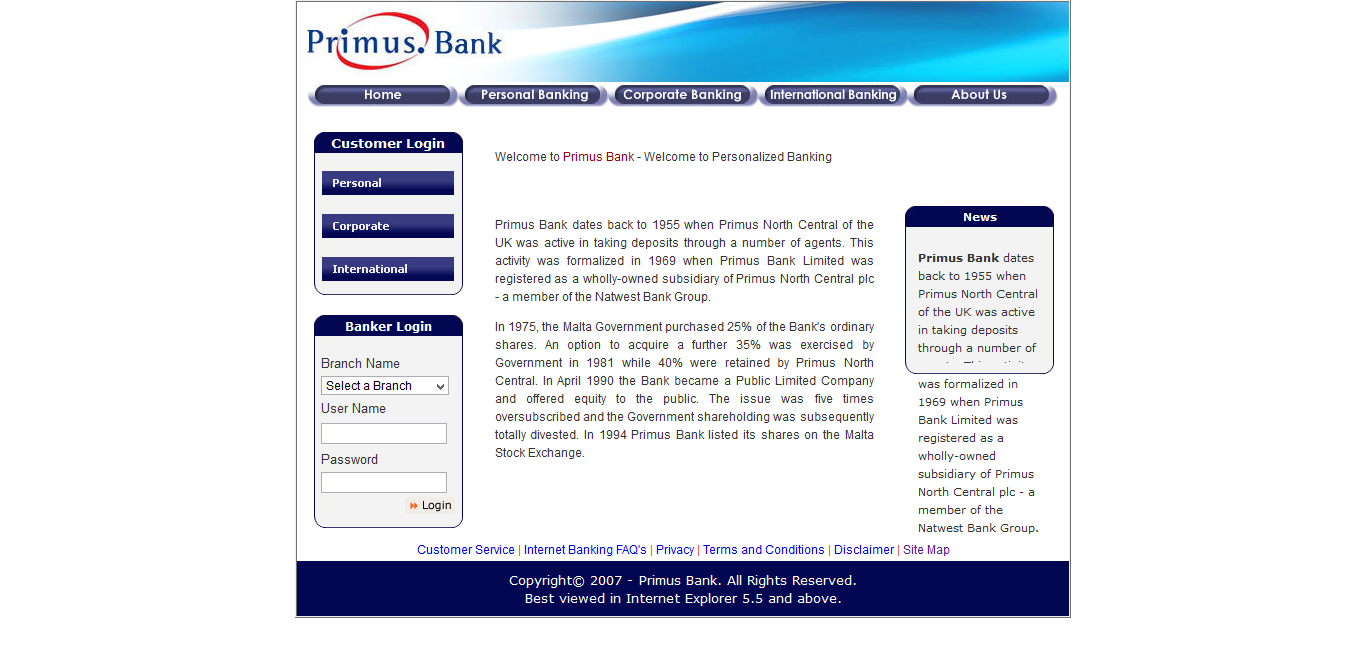 Primus. Bank
Home
Personal Banking
Corporate Banking
International Banking
About Us
Customer Login
Personal
Corporate
International
Banker Login
Branch Name
Select a Branch
User Name
Password
Login
Welcome to Primus Bank - Welcome to Personalized Banking
Primus Bank dates back to 1955 when Primus North Central of the
UK was active in taking deposits through a number of agents. This
activity was formalized in 1969 when Primus Bank Limited was
registered as a wholly-owned subsidiary of Primus North Central plc
- a member of the Natwest Bank Group.
In 1975, the Malta Government purchased 25% of the Bank's ordinary
shares. An option to acquire a further 35% was exercised by
Government in 1981 while 40% were retained by Primus North
Central. In April 1990 the Bank became a Public Limited Company
and offered equity to the public. The issue was five times
oversubscribed and the Government shareholding was subsequently
totally divested. In 1994 Primus Bank listed its shares on the Malta
Stock Exchange.
News
Primus Bank dates
back to 1955 when
Primus North Central
of the UK was active
in taking deposits
through a number of
was formalized in
1969 when Primus
Bank Limited was
registered as a
wholly-owned
subsidiary of Primus
North Central plc - a
member of the
Natwest Bank Group.
Customer Service | Internet Banking FAQ's | Privacy | Terms and Conditions | Disclaimer | Site Map
Copyright© 2007 - Primus Bank. All Rights Reserved.
Best viewed in Internet Explorer 5.5 and above.